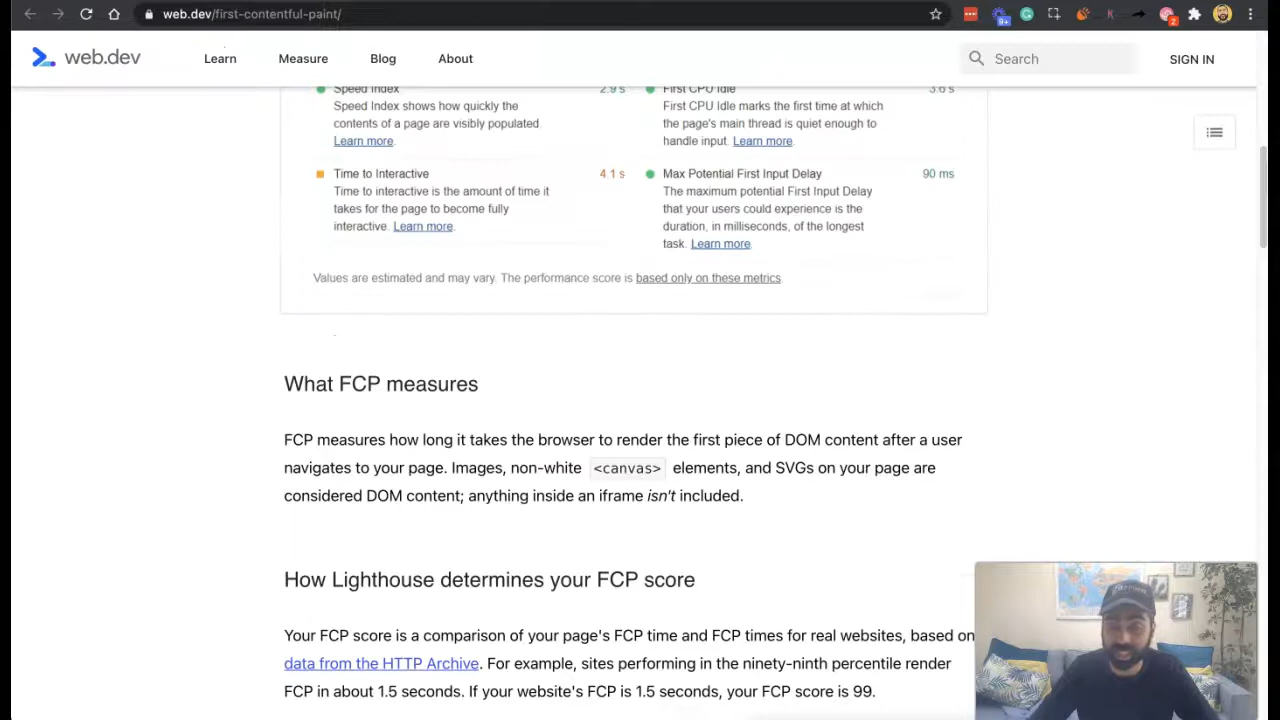 web.dev/first-contentful-paint/
9+
K
2
web.dev
Learn
Measure
Blog
About
Search
SIGN IN
Speed Index
2.9 s
Speed Index shows how quickly the
contents of a page are visibly populated.
Learn more.
First CPU Idle
3.6 s
First CPU Idle marks the first time at which
the page's main thread is quiet enough to
handle input. Learn more.
Time to Interactive
4.1 s
Time to interactive is the amount of time it
takes for the page to become fully
interactive. Learn more.
Max Potential First Input Delay
90 ms
The maximum potential First Input Delay
that your users could experience is the
duration, in milliseconds, of the longest
task. Learn more.
Values are estimated and may vary. The performance score is based only on these metrics
What FCP measures
FCP measures how long it takes the browser to render the first piece of DOM content after a user
navigates to your page. Images, non-white <canvas> elements, and SVGs on your page are
considered DOM content; anything inside an iframe isn't included.
How Lighthouse determines your FCP score
Your FCP score is a comparison of your page's FCP time and FCP times for real websites, based on
data from the HTTP Archive. For example, sites performing in the ninety-ninth percentile render
FCP in about 1.5 seconds. If your website's FCP is 1.5 seconds, your FCP score is 99.